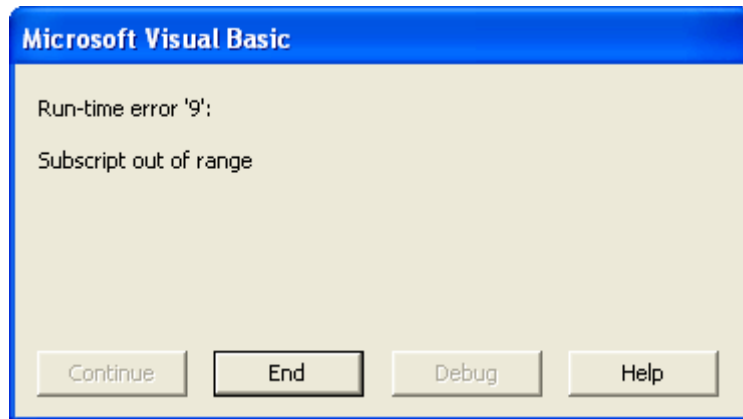 Microsoft Visual Basic
Run-time error '9':
Subscript out of range
Continue End Debug Help